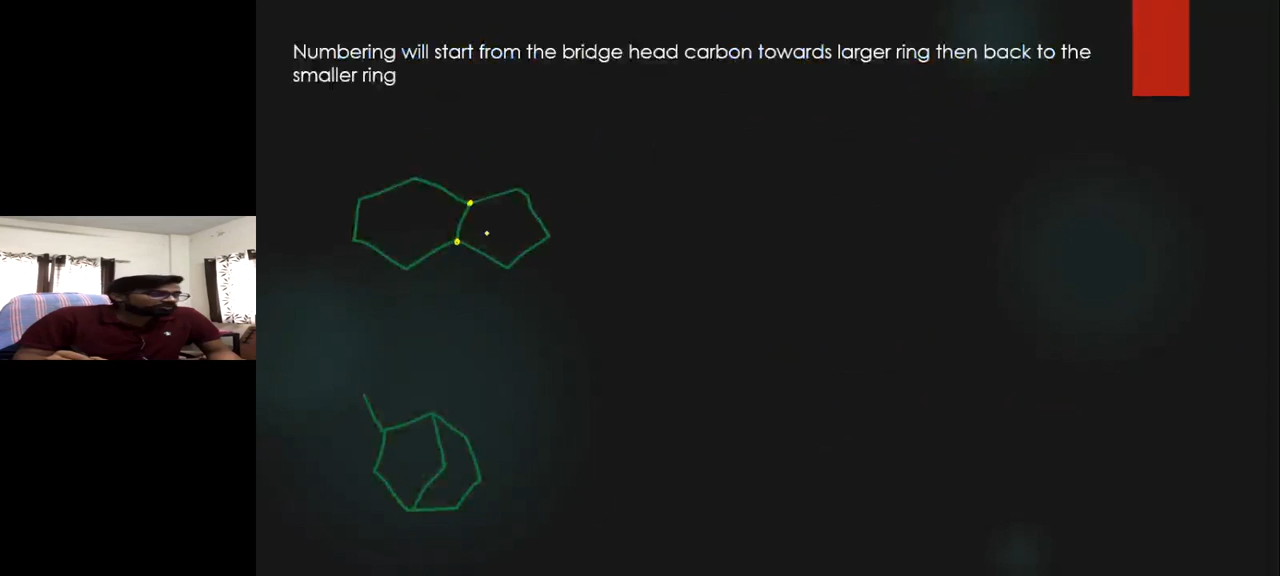 Numbering will start from the bridge head carbon towards larger ring then back to the
smaller ring